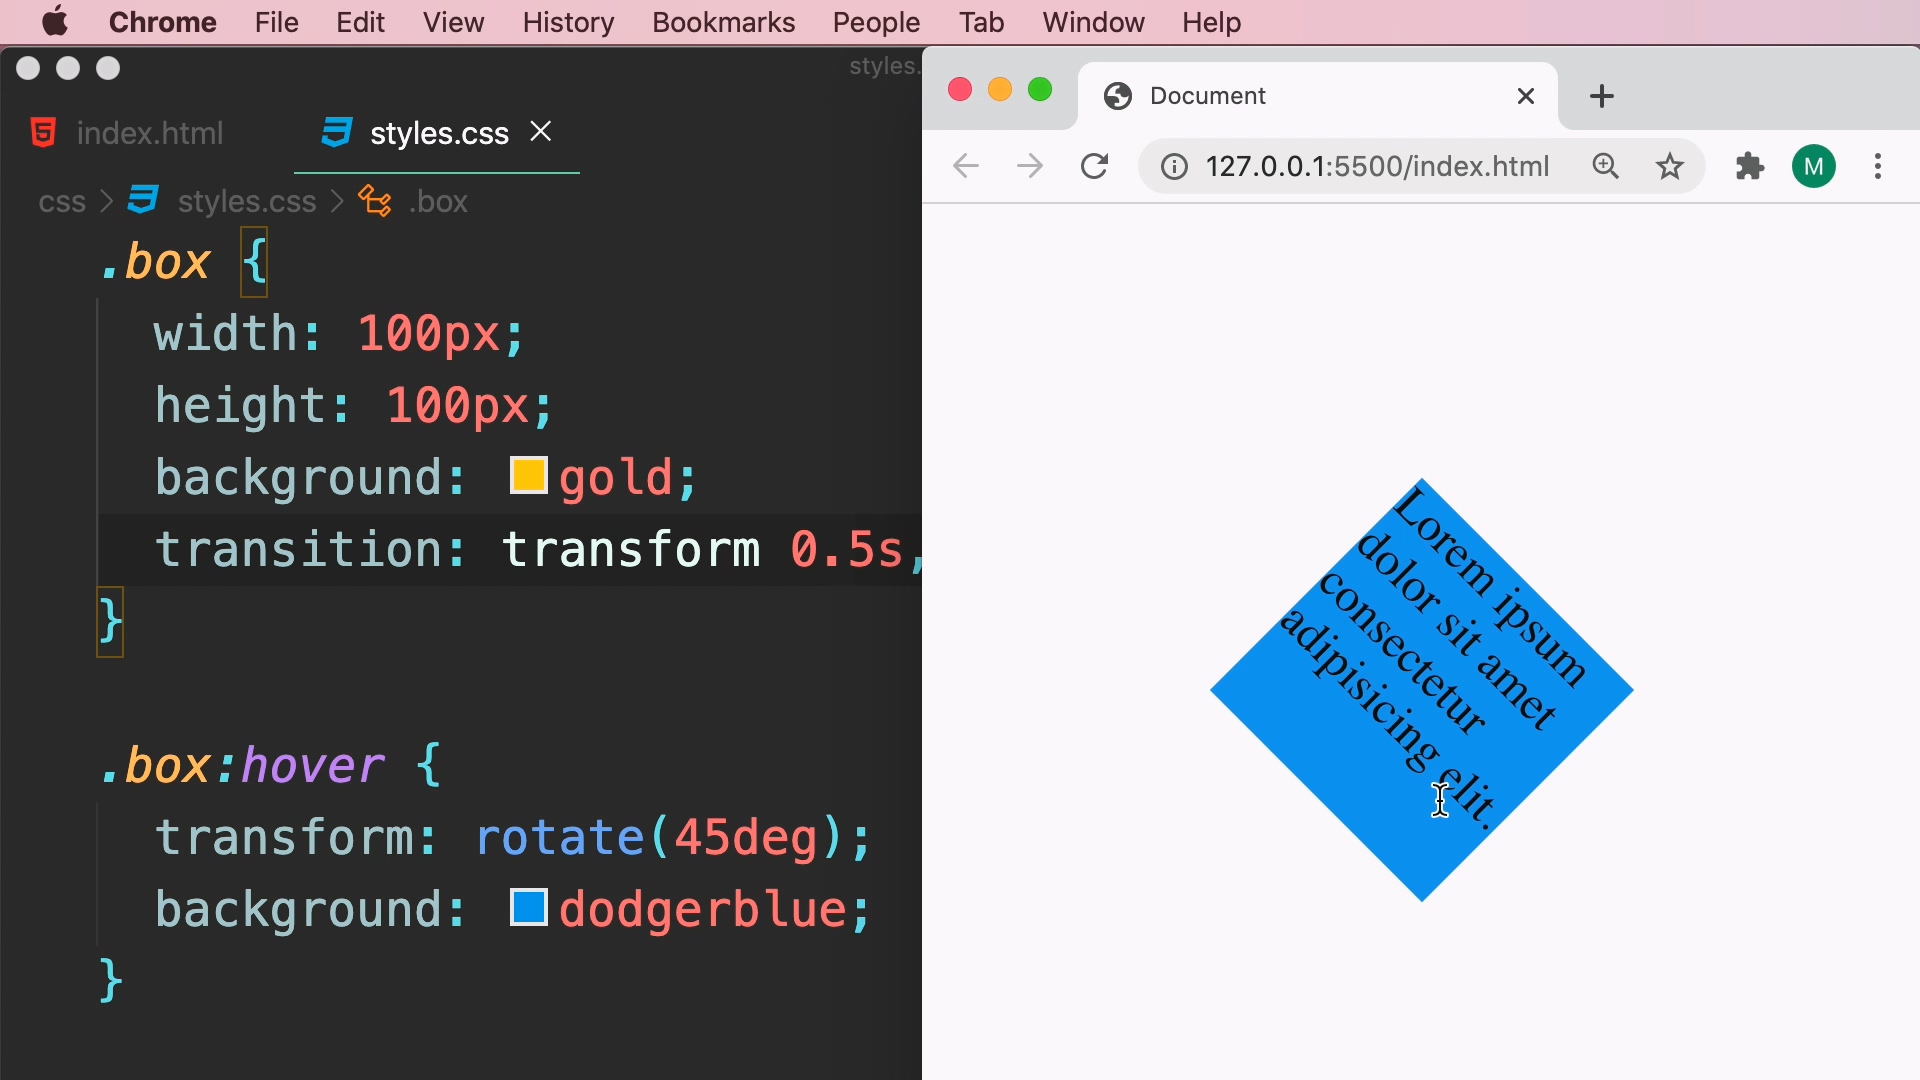 Chrome File Edit View History Bookmarks People Tab Window Help
styles.
index.html styles.css
css > styles.css > .box
.box {
width: 100px;
height: 100px;
background: gold;
transition: transform 0.5s,
}
.box:hover {
transform: rotate(45deg);
background: dodgerblue;
}
Document
127.0.0.1:5500/index.html
M
Lorem ipsum
dolor sit amet
consectetur
adipisicing elit.